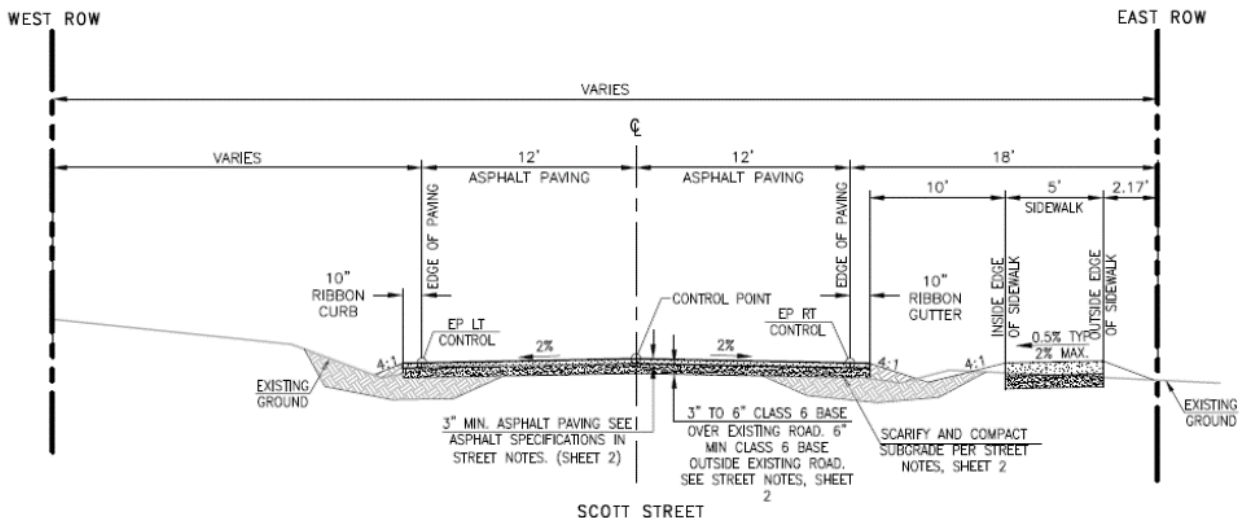 WEST ROW
EAST ROW
VARIES
℄
VARIES
12'
ASPHALT PAVING
12'
ASPHALT PAVING
18'
10'
5'
SIDEWALK
2.17'
EDGE OF PAVING
EDGE OF PAVING
INSIDE EDGE
OF SIDEWALK
OUTSIDE EDGE
OF SIDEWALK
10"
RIBBON
CURB
EP LT
CONTROL
CONTROL POINT
EP RT
CONTROL
10"
RIBBON
GUTTER
0.5% TYP
2% MAX.
2%
2%
4:1
4:1
4:1
EXISTING
GROUND
EXISTING
GROUND
3" MIN. ASPHALT PAVING SEE
ASPHALT SPECIFICATIONS IN
STREET NOTES. (SHEET 2)
3" TO 6" CLASS 6 BASE
OVER EXISTING ROAD. 6"
MIN CLASS 6 BASE
OUTSIDE EXISTING ROAD.
SEE STREET NOTES, SHEET
2
SCARIFY AND COMPACT
SUBGRADE PER STREET
NOTES, SHEET 2
SCOTT STREET